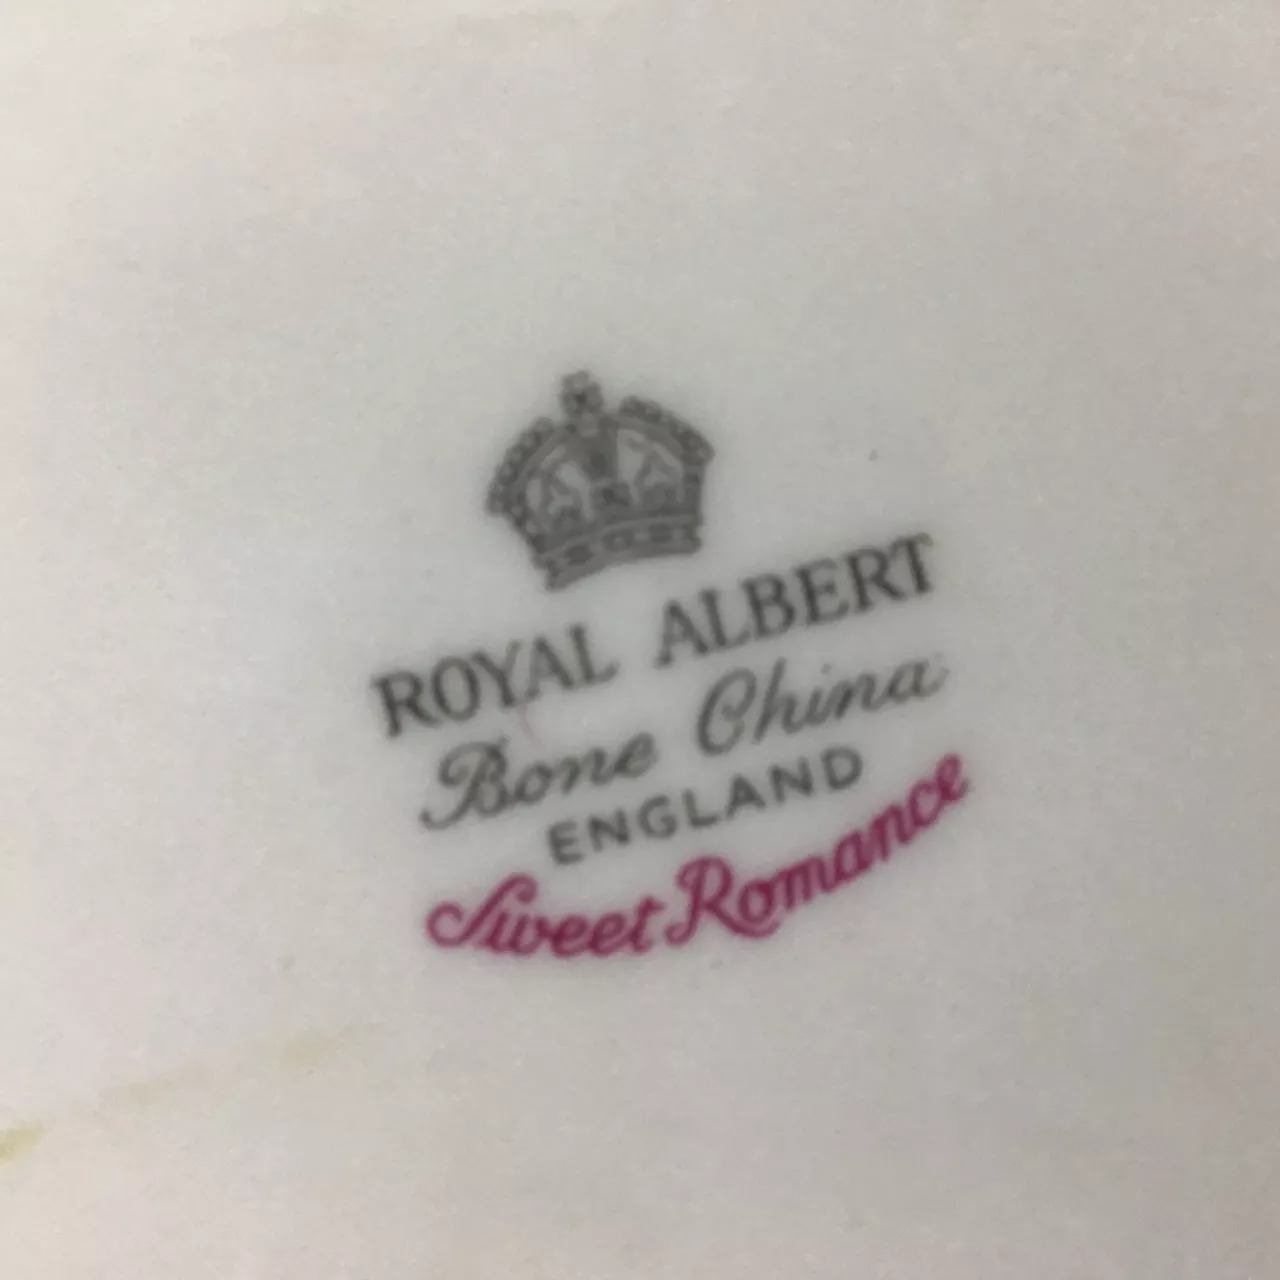 ROYAL ALBERT
Bone China
ENGLAND
Sweet Romance